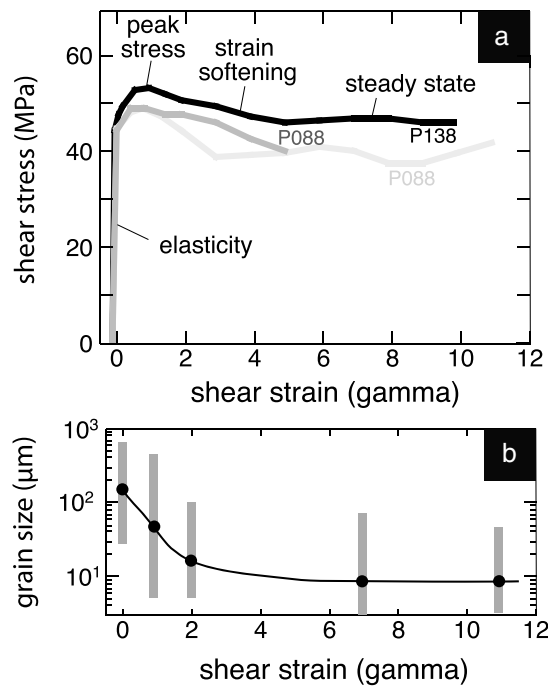 a
peak
stress
strain
softening
steady state
P088
P138
P088
elasticity
60
40
20
0
shear stress (MPa)
0 2 4 6 8 10 12
shear strain (gamma)
b
10³
10²
10¹
grain size (µm)
0 2 4 6 8 10 12
shear strain (gamma)